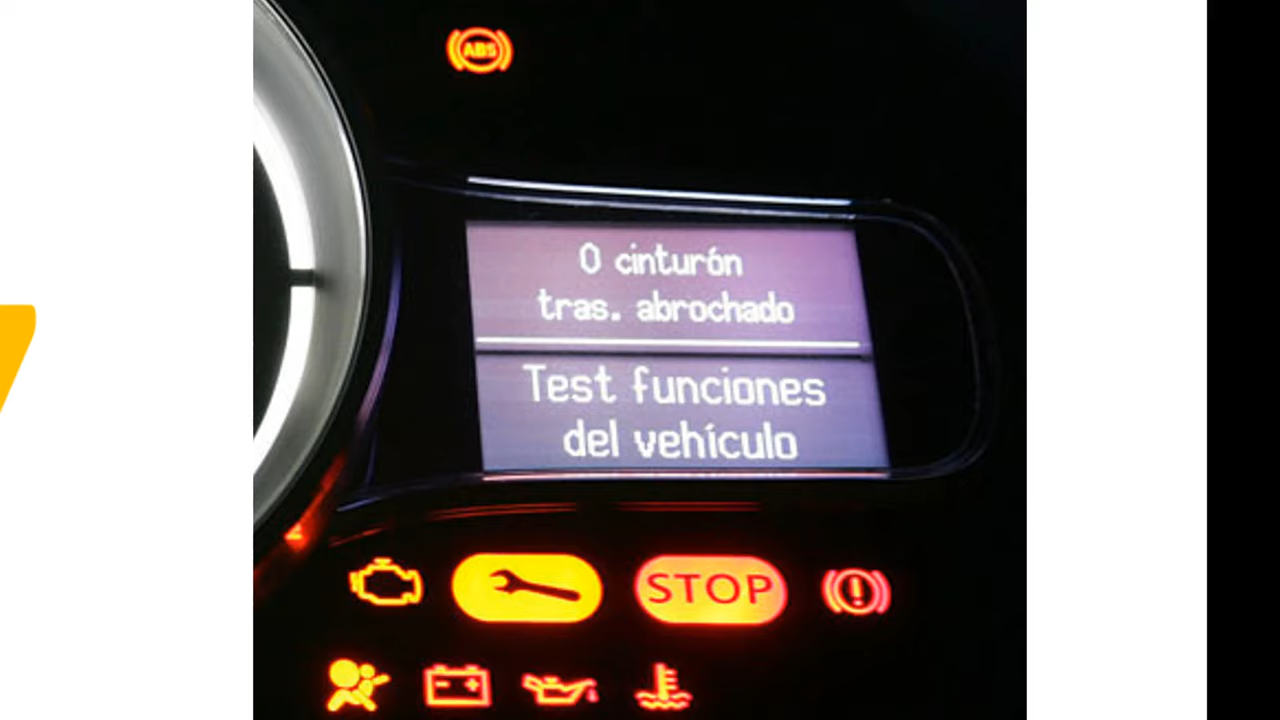 ABS
0 cinturón
tras. abrochado
Test funciones
del vehículo
STOP